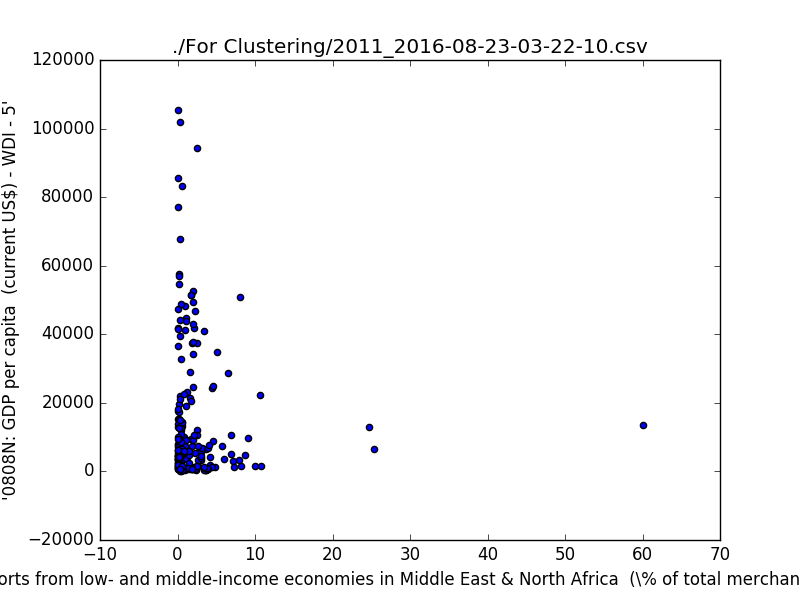 ./For Clustering/2011_2016-08-23-03-22-10.csv
120000
100000
80000
60000
40000
20000
0
−20000
'0808N: GDP per capita  (current US$) - WDI - 5'
−10 0 10 20 30 40 50 60 70
orts from low- and middle-income economies in Middle East & North Africa  (\% of total merchan